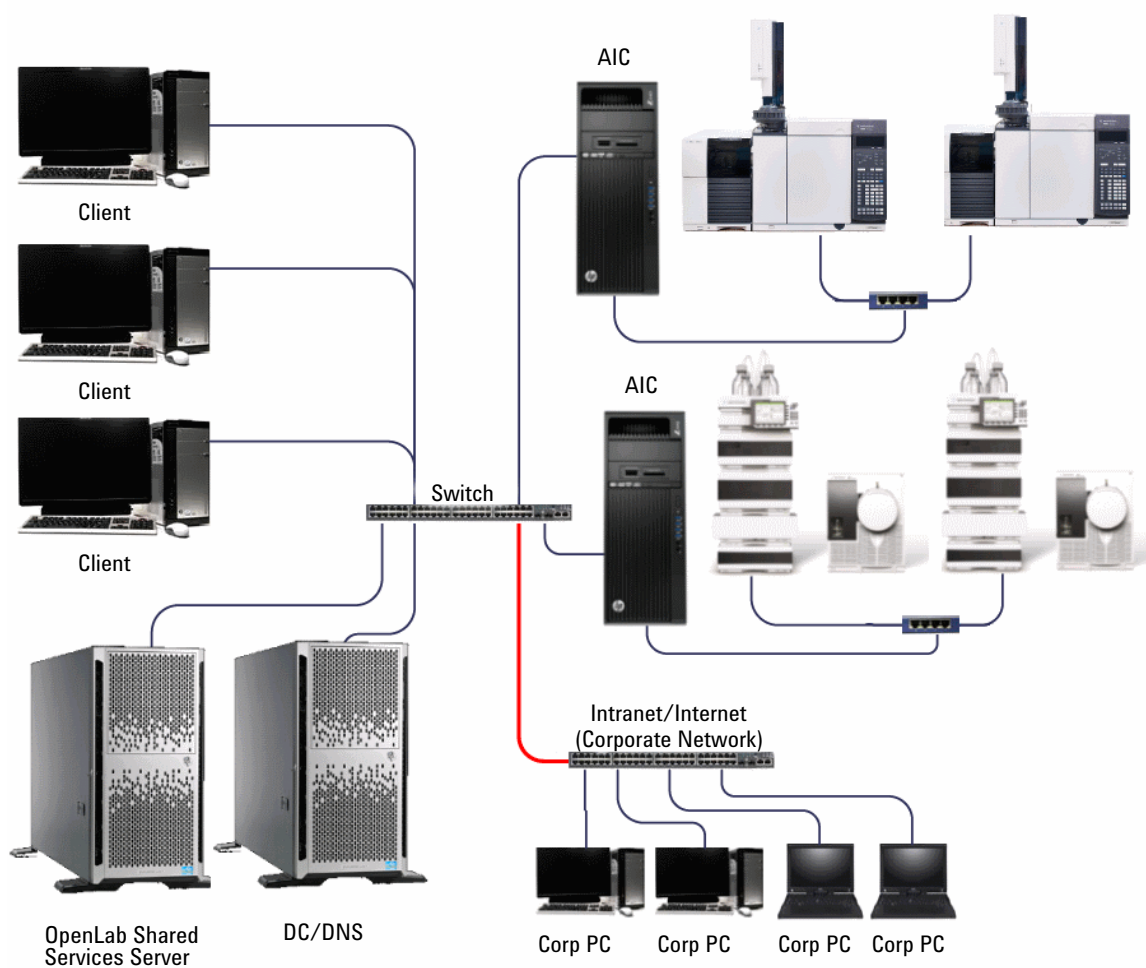 AIC
Client
Client
AIC
Client
Switch
Intranet/Internet
(Corporate Network)
OpenLab Shared
Services Server
DC/DNS
Corp PC
Corp PC
Corp PC
Corp PC